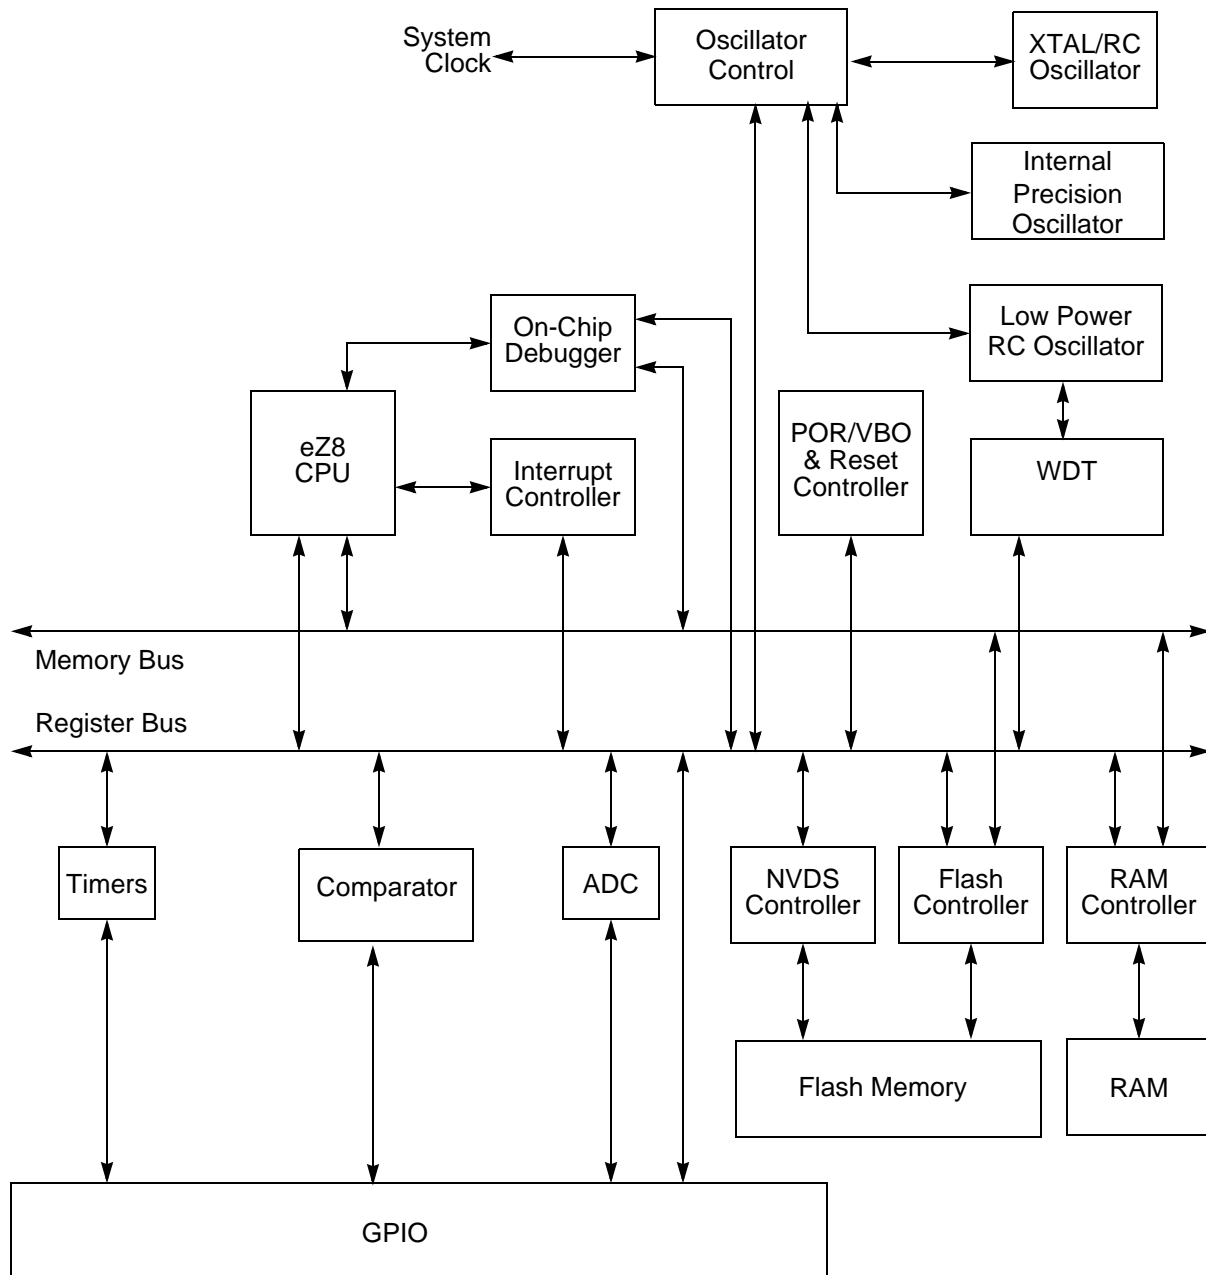 System
Clock
Oscillator
Control
XTAL/RC
Oscillator
Internal
Precision
Oscillator
On-Chip
Debugger
Low Power
RC Oscillator
eZ8
CPU
Interrupt
Controller
POR/VBO
& Reset
Controller
WDT
Memory Bus
Register Bus
Timers
Comparator
ADC
NVDS
Controller
Flash
Controller
RAM
Controller
Flash Memory
RAM
GPIO